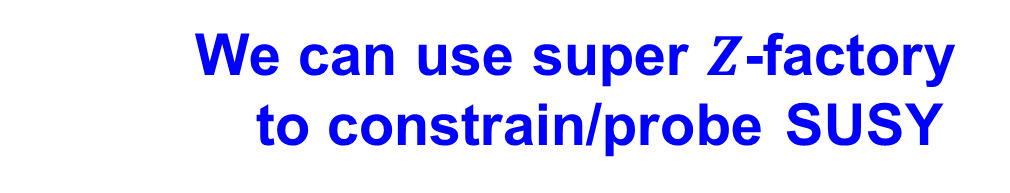 We can use super Z-factory
to constrain/probe SUSY